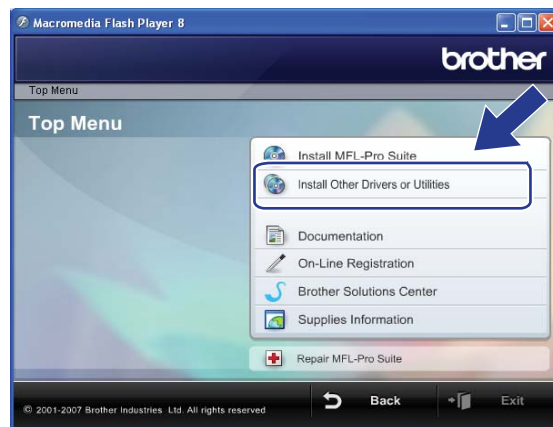 Macromedia Flash Player 8
brother
Top Menu
Top Menu
Install MFL-Pro Suite
Install Other Drivers or Utilities
Documentation
On-Line Registration
Brother Solutions Center
Supplies Information
Repair MFL-Pro Suite
© 2001-2007 Brother Industries Ltd. All rights reserved
Back
Exit